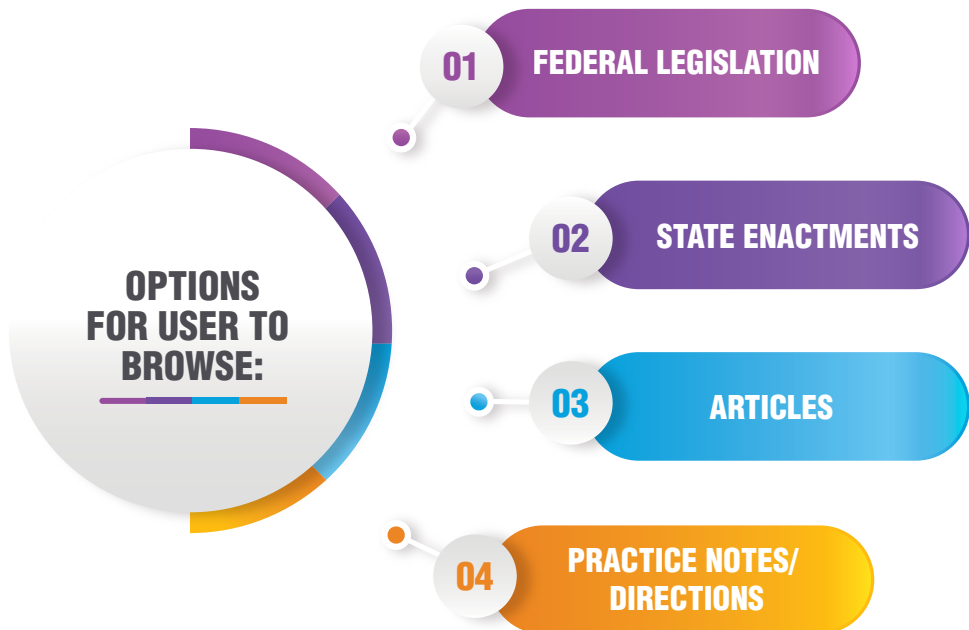 OPTIONS
FOR USER TO
BROWSE:
01
FEDERAL LEGISLATION
02
STATE ENACTMENTS
03
ARTICLES
04
PRACTICE NOTES/
DIRECTIONS